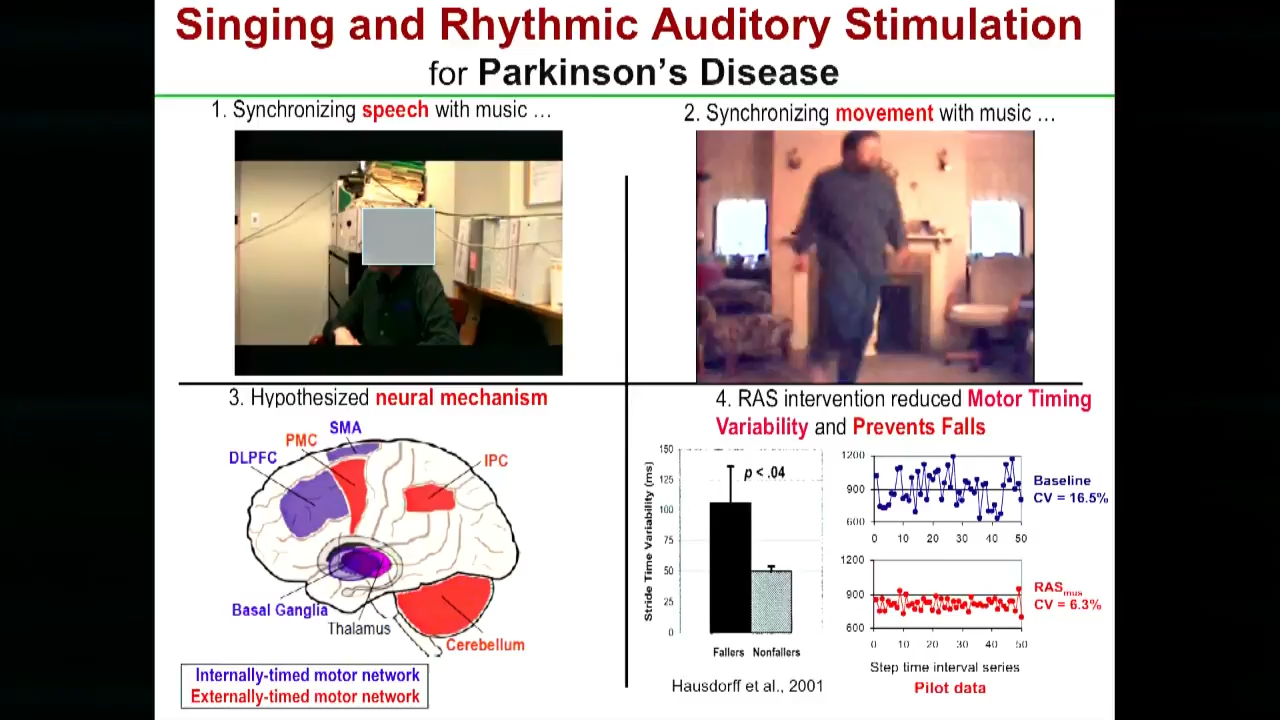 Singing and Rhythmic Auditory Stimulation
for Parkinson's Disease
1. Synchronizing speech with music …
2. Synchronizing movement with music …
3. Hypothesized neural mechanism
SMA
PMC
DLPFC
IPC
Basal Ganglia
Thalamus
Cerebellum
Internally-timed motor network
Externally-timed motor network
4. RAS intervention reduced Motor Timing
Variability and Prevents Falls
Stride Time Variability (ms)
150
125
100
75
50
25
0
p < .04
Fallers Nonfallers
Hausdorff et al., 2001
1200
900
600
0 10 20 30 40 50
Baseline
CV = 16.5%
1200
900
600
0 10 20 30 40 50
RASmus
CV = 6.3%
Step time interval series
Pilot data